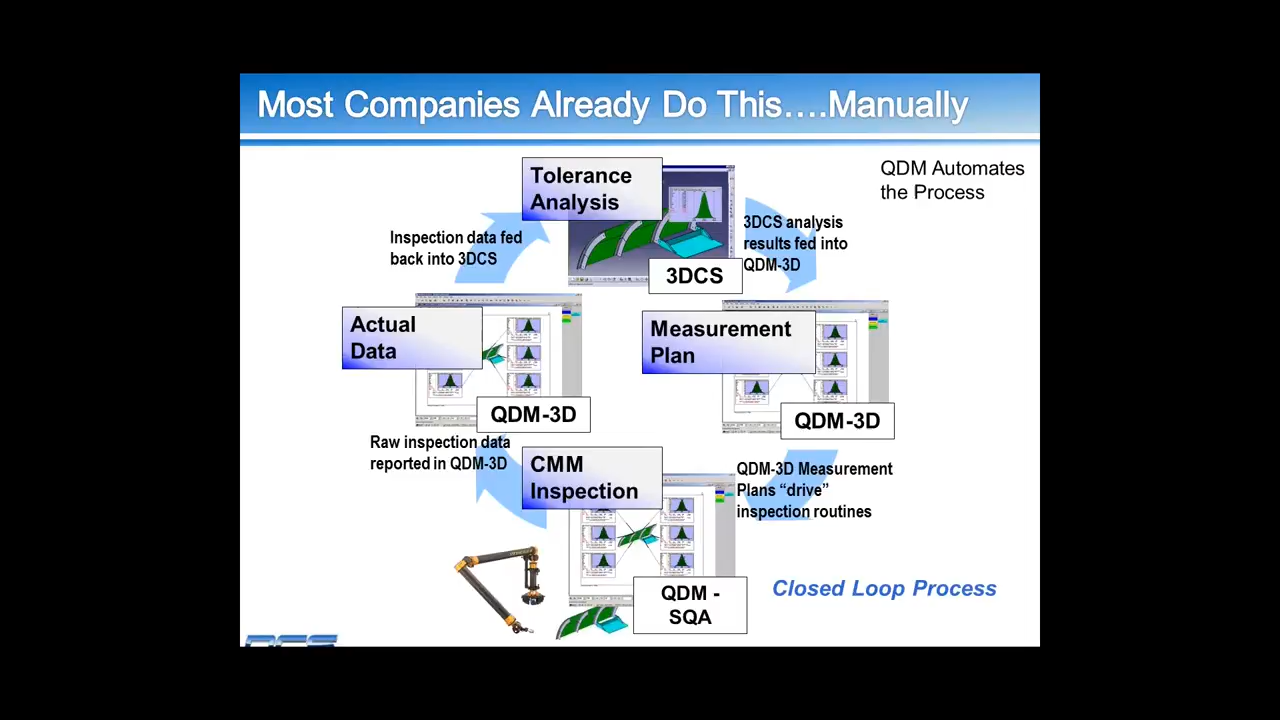 Most Companies Already Do This….Manually
QDM Automates
the Process
Tolerance
Analysis
3DCS
3DCS analysis
results fed into
QDM-3D
Inspection data fed
back into 3DCS
Actual
Data
QDM-3D
Measurement
Plan
QDM-3D
Raw inspection data
reported in QDM-3D
CMM
Inspection
QDM-3D Measurement
Plans “drive”
inspection routines
QDM -
SQA
Closed Loop Process
DCS